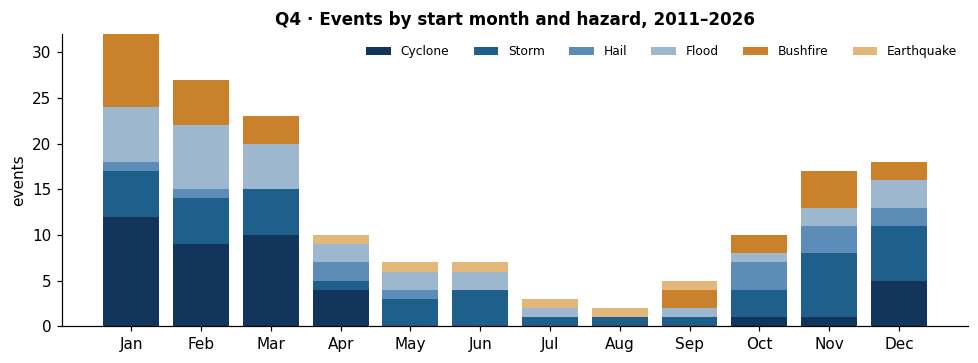 Q4 · Events by start month and hazard, 2011–2026
Cyclone Storm Hail Flood Bushfire Earthquake
events
30
25
20
15
10
5
0
Jan Feb Mar Apr May Jun Jul Aug Sep Oct Nov Dec